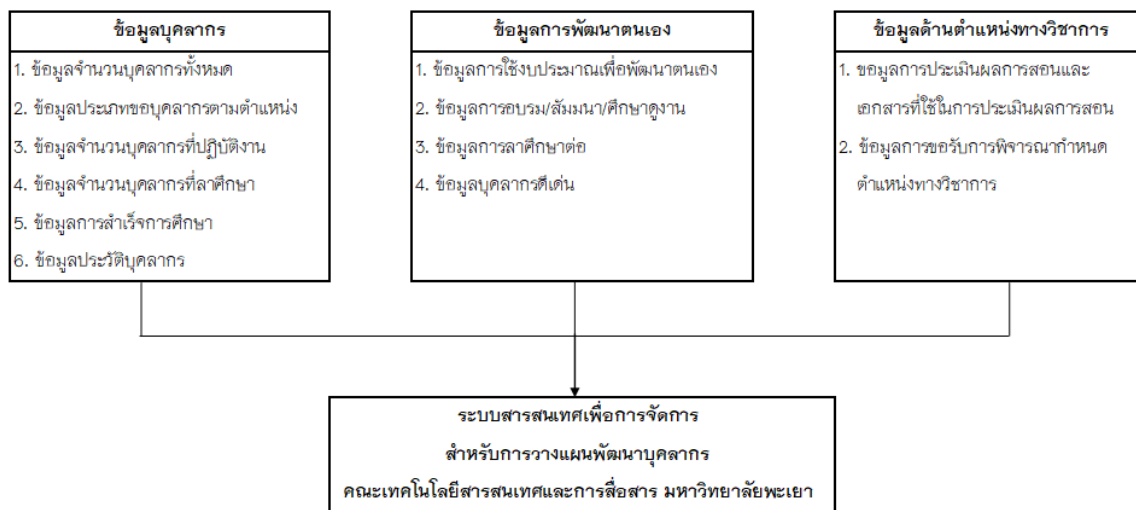 ข้อมูลบุคลากร
1. ข้อมูลจำนวนบุคลากรทั้งหมด
2. ข้อมูลประเภทขอบุคลากรตามตำแหน่ง
3. ข้อมูลจำนวนบุคลากรที่ปฏิบัติงาน
4. ข้อมูลจำนวนบุคลากรที่ลาศึกษา
5. ข้อมูลการสำเร็จการศึกษา
6. ข้อมูลประวัติบุคลากร
ข้อมูลการพัฒนาตนเอง
1. ข้อมูลการใช้งบประมาณเพื่อพัฒนาตนเอง
2. ข้อมูลการอบรม/สัมมนา/ศึกษาดูงาน
3. ข้อมูลการลาศึกษาต่อ
4. ข้อมูลบุคลากรดีเด่น
ข้อมูลด้านตำแหน่งทางวิชาการ
1. ขอมูลการประเมินผลการสอนและ
เอกสารที่ใช้ในการประเมินผลการสอน
2. ข้อมูลการขอรับการพิจารณากำหนด
ตำแหน่งทางวิชาการ
ระบบสารสนเทศเพื่อการจัดการ
สำหรับการวางแผนพัฒนาบุคลากร
คณะเทคโนโลยีสารสนเทศและการสื่อสาร มหาวิทยาลัยพะเยา